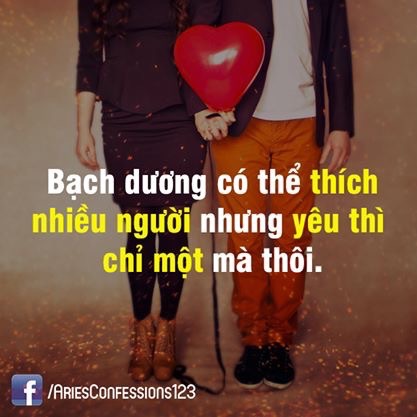 Bạch dương có thể thích
nhiều người nhưng yêu thì
chỉ một mà thôi.
f /AriesConfessions123